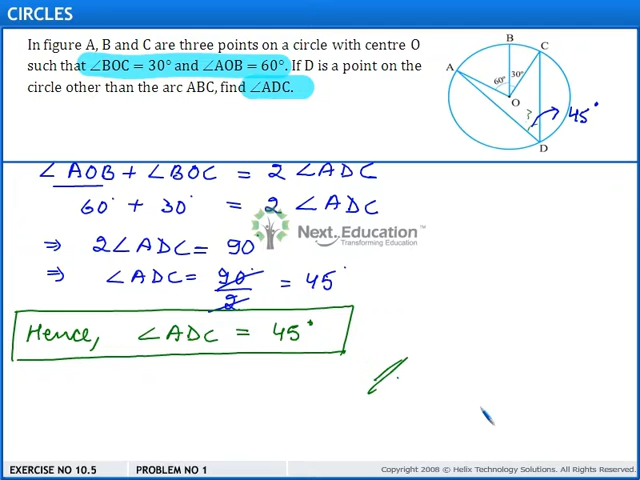 CIRCLES
In figure A, B and C are three points on a circle with centre O
such that ∠BOC = 30° and ∠AOB = 60°. If D is a point on the
circle other than the arc ABC, find ∠ADC.
B
C
A
60° 30°
O
?
45°
D
∠AOB + ∠BOC = 2 ∠ADC
60° + 30° = 2 ∠ADC
⇒ 2∠ADC = 90
⇒ ∠ADC = 90°/2 = 45°
Next Education
Transforming Education
Hence, ∠ADC = 45°
EXERCISE NO 10.5 PROBLEM NO 1 Copyright 2008 © Helix Technology Solutions. All Rights Reserved.